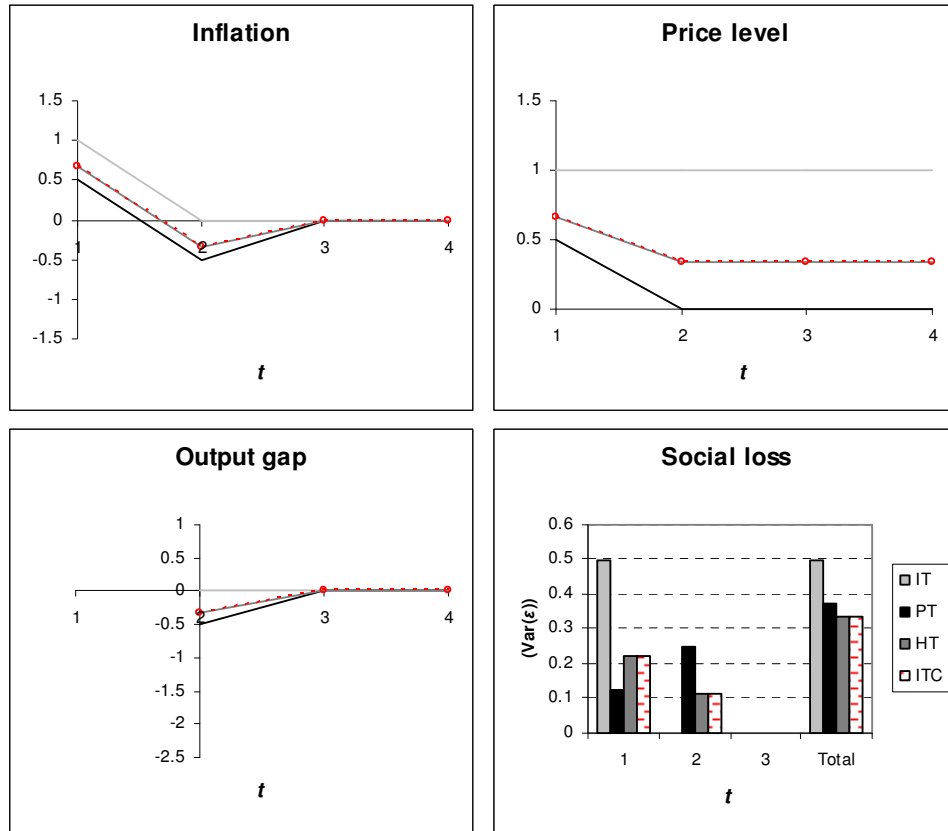 Inflation
1.5
1
0.5
0
-0.5
-1
-1.5
1 2 3 4
t
Price level
1.5
1
0.5
0
1 2 3 4
t
Output gap
1
0.5
0
-0.5
-1
-1.5
-2
-2.5
1 2 3 4
t
Social loss
(Var(ε))
0.6
0.5
0.4
0.3
0.2
0.1
0
1 2 3 Total
t
IT
PT
HT
ITC